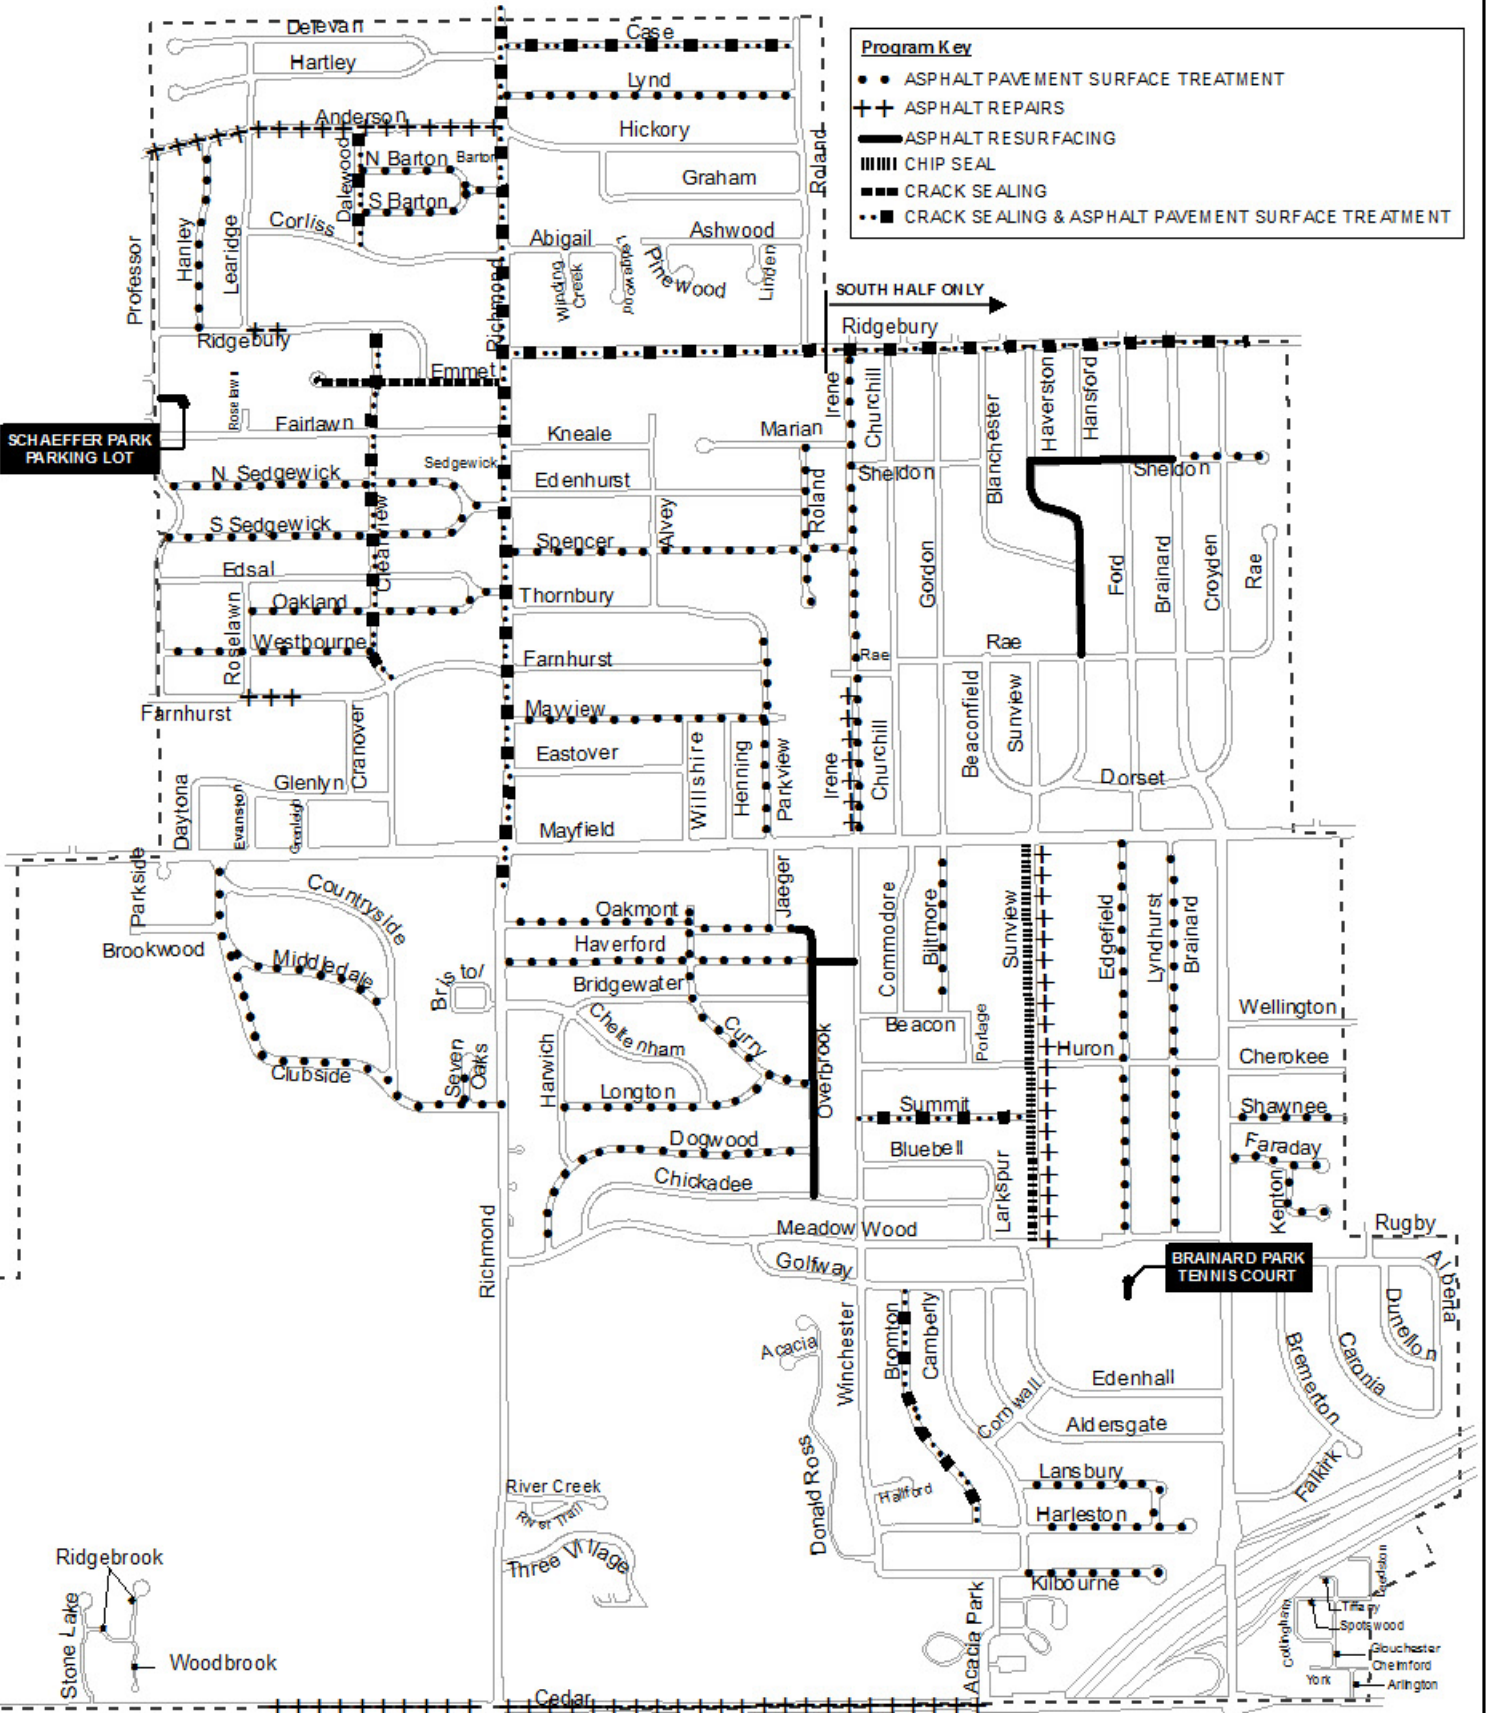 Delevan
Case
Program Key
ASPHALT PAVEMENT SURFACE TREATMENT
ASPHALT REPAIRS
ASPHALT RESURFACING
CHIP SEAL
CRACK SEALING
CRACK SEALING & ASPHALT PAVEMENT SURFACE TREATMENT
Hartley
Lynd
Anderson
Hickory
Roland
N Barton
Barton
Dalewood
Graham
S Barton
Corliss
Hanley
Learidge
Professor
Abigail
Ashwood
Ledgewood
Pinewood
Winding
Creek
Linden
Richmond
SOUTH HALF ONLY
Ridgebury
Ridgebury
Emmet
Irene
Churchill
Haverston
Hansford
Blanchester
Fairlawn
Kneale
Marian
SCHAEFFER PARK
PARKING LOT
N. Sedgewick
Sedgewick
Edenhurst
Roland
Sheldon
Sheldon
S Sedgewick
Clearview
Alvey
Spencer
Gordon
Ford
Brainard
Croyden
Rae
Edsal
Oakland
Thornbury
Roselawn
Westbourne
Farnhurst
Rae
Rae
Farnhurst
Mayview
Beaconfield
Sunview
Cranover
Eastover
Willshire
Henning
Parkview
Irene
Churchill
Dorset
Glenlyn
Daytona
Evanston
Mayfield
Parkside
Countryside
Jaeger
Brookwood
Middledale
Oakmont
Haverford
Bridgewater
Commodore
Biltmore
Sunview
Edgefield
Lyndhurst
Brainard
Bristol
Cheltenham
Curry
Beacon
Portage
Wellington
Huron
Cherokee
Clubside
Seven
Oaks
Harwich
Longton
Overbrook
Summit
Shawnee
Dogwood
Bluebell
Faraday
Chickadee
Larkspur
Kenton
Richmond
Meadow Wood
Rugby
Golfway
BRAINARD PARK
TENNIS COURT
Alberta
Dunellon
Acacia
Winchester
Bromton
Camberly
Bremerton
Caronia
Edenhall
Cornwall
Aldersgate
Donald Ross
Lansbury
Falkirk
River Creek
River Trail
Hallford
Harleston
Three Village
Kilbourne
Ridgebrook
Stone Lake
Woodbrook
Acacia Park
Tiffany
Spotswood
Cottingham
Glouchester
Chelmford
York
Arlington
Cedar